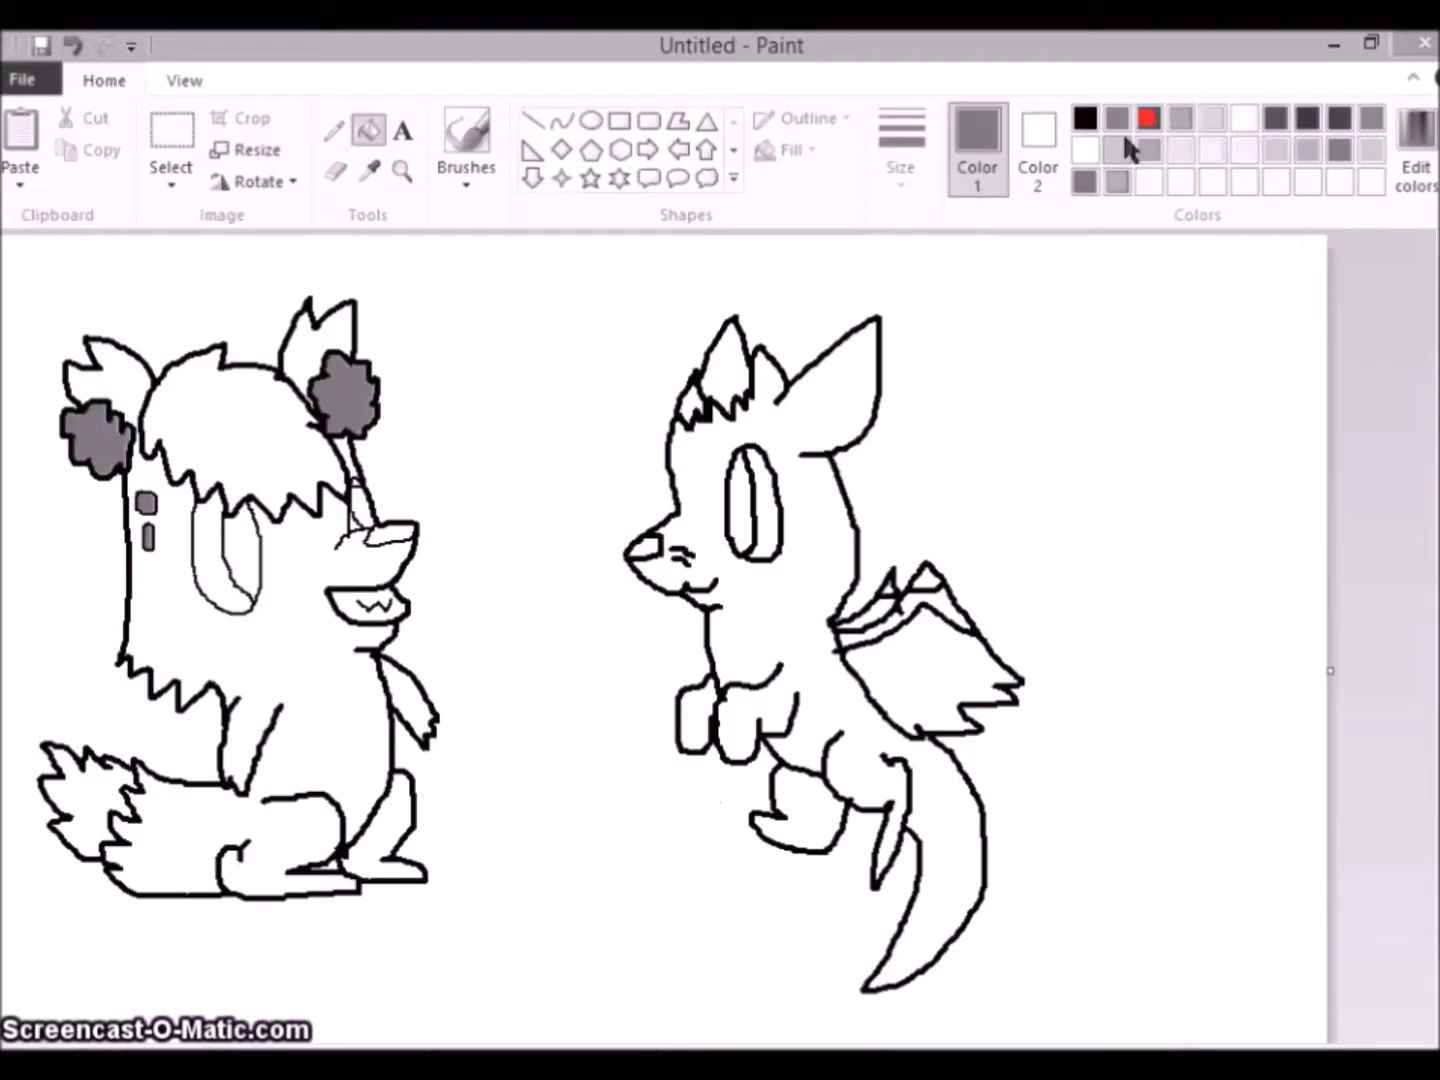 Untitled - Paint
File Home View
Paste
Cut
Copy
Clipboard
Select
Crop
Resize
Rotate
Image
A
Tools
Brushes
Shapes
Outline
Fill
Size
Color 1
Color 2
Colors
Edit colors
Screencast-O-Matic.com